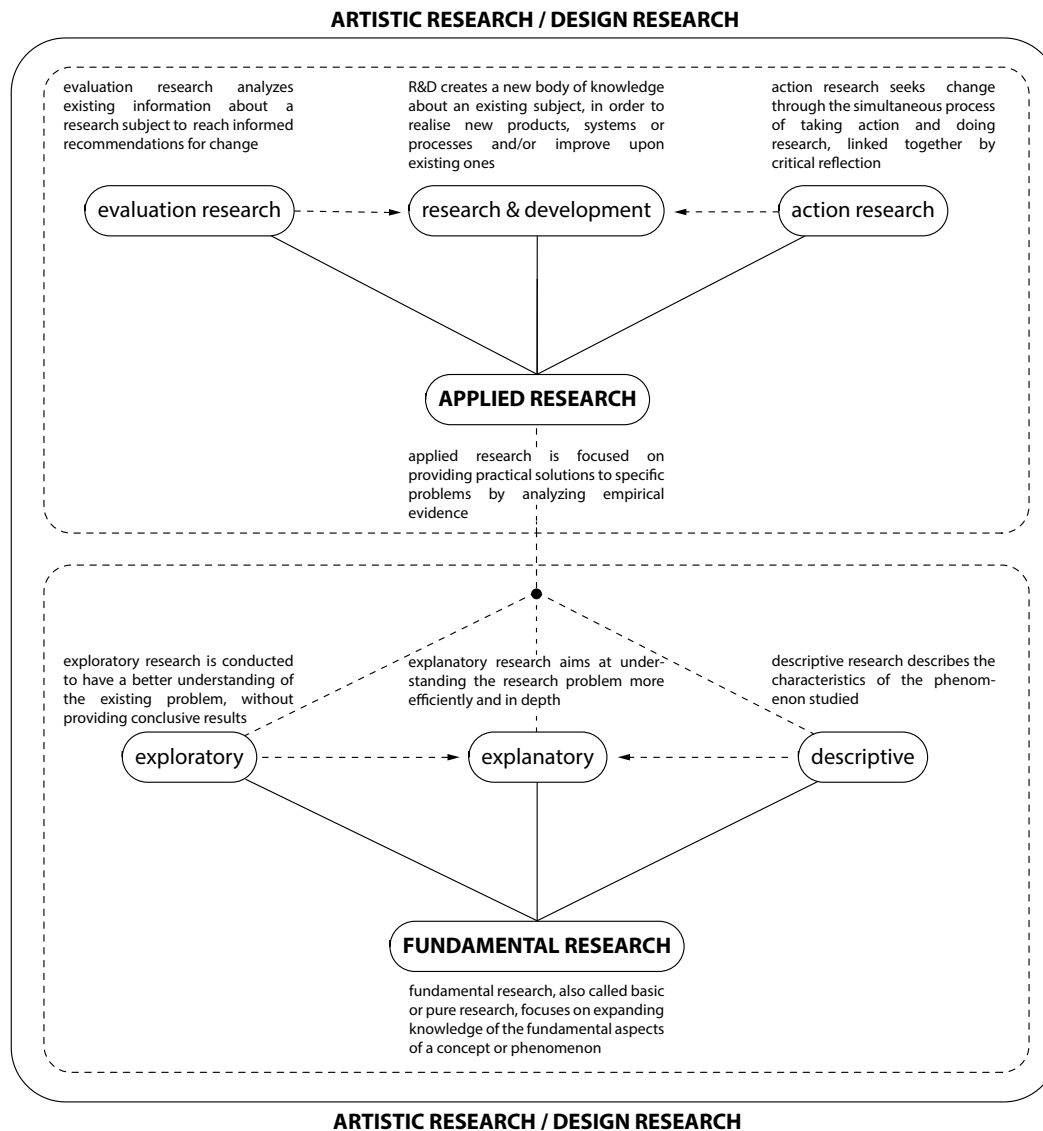 ARTISTIC RESEARCH / DESIGN RESEARCH
evaluation research analyzes
existing information about a
research subject to reach informed
recommendations for change
R&D creates a new body of knowledge
about an existing subject, in order to
realise new products, systems or
processes and/or improve upon
existing ones
action research seeks change
through the simultaneous process
of taking action and doing
research, linked together by
critical reflection
evaluation research
research & development
action research
APPLIED RESEARCH
applied research is focused on
providing practical solutions to specific
problems by analyzing empirical
evidence
exploratory research is conducted
to have a better understanding of
the existing problem, without
providing conclusive results
explanatory research aims at under-
standing the research problem more
efficiently and in depth
descriptive research describes the
characteristics of the phenom-
enon studied
exploratory
explanatory
descriptive
FUNDAMENTAL RESEARCH
fundamental research, also called basic
or pure research, focuses on expanding
knowledge of the fundamental aspects
of a concept or phenomenon
ARTISTIC RESEARCH / DESIGN RESEARCH